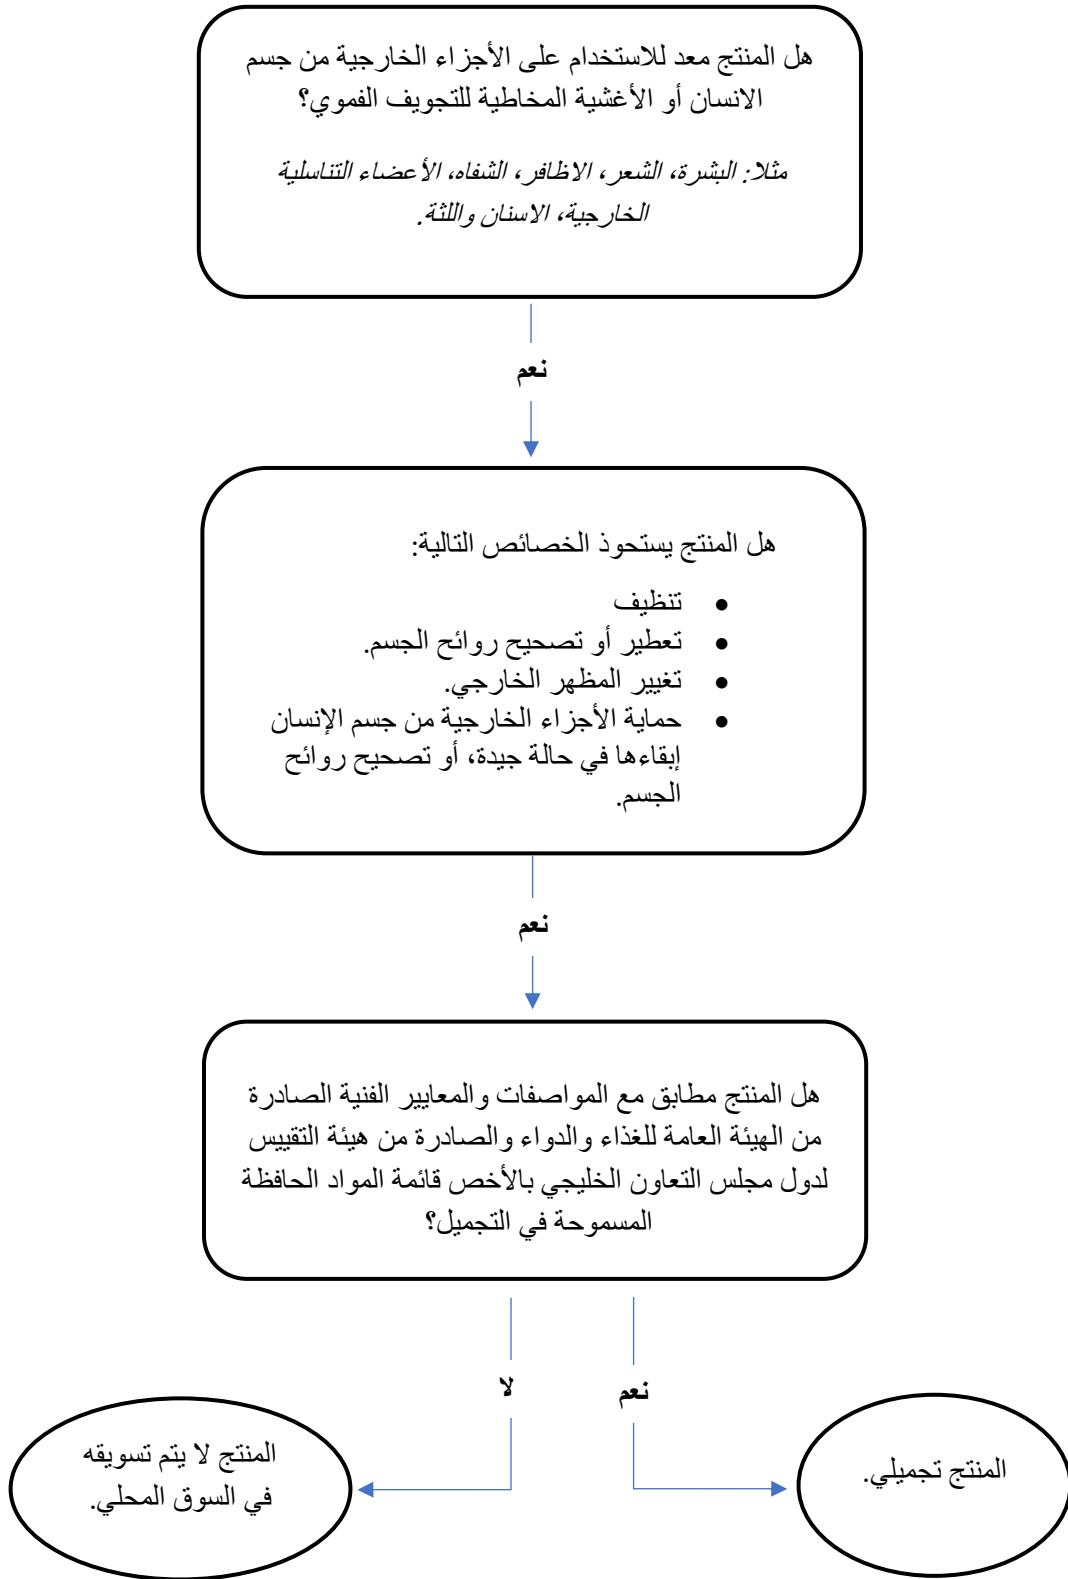 هل المنتج معد للاستخدام على الأجزاء الخارجية من جسم
الانسان أو الأغشية المخاطية للتجويف الفموي؟
مثلا: البشرة، الشعر، الاظافر، الشفاه، الأعضاء التناسلية
الخارجية، الاسنان واللثة.
نعم
هل المنتج يستحوذ الخصائص التالية:
• تنظيف
• تعطير أو تصحيح روائح الجسم.
• تغيير المظهر الخارجي.
• حماية الأجزاء الخارجية من جسم الإنسان
إبقاءها في حالة جيدة، أو تصحيح روائح
الجسم.
نعم
هل المنتج مطابق مع المواصفات والمعايير الفنية الصادرة
من الهيئة العامة للغذاء والدواء والصادرة من هيئة التقييس
لدول مجلس التعاون الخليجي بالأخص قائمة المواد الحافظة
المسموحة في التجميل؟
نعم
لا
المنتج تجميلي.
المنتج لا يتم تسويقه
في السوق المحلي.